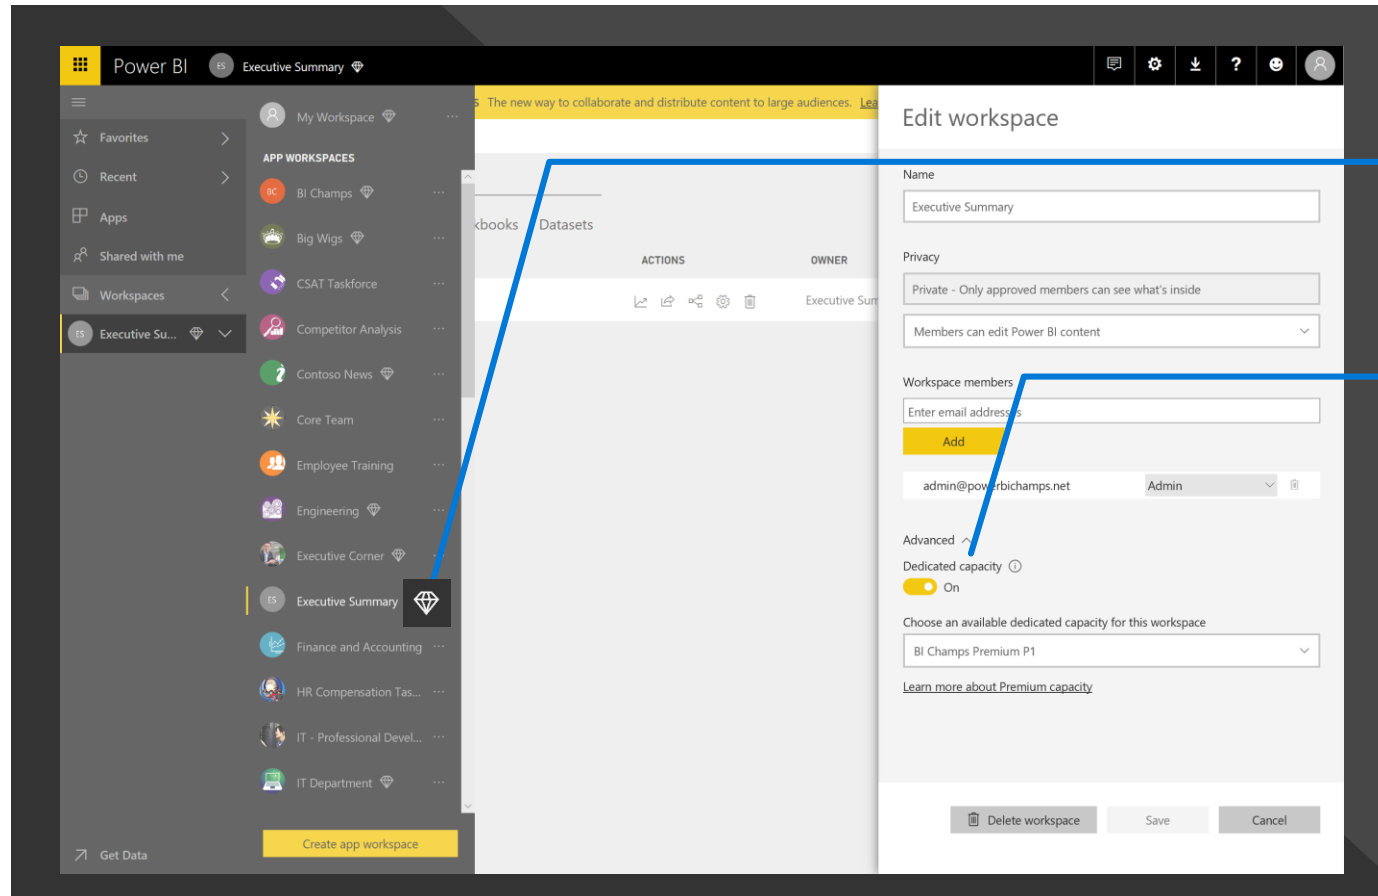 Power BI ES Executive Summary
Favorites
Recent
Apps
Shared with me
Workspaces
ES Executive Su...
Get Data
My Workspace ...
APP WORKSPACES
BC BI Champs ...
Big Wigs ...
CSAT Taskforce ...
Competitor Analysis ...
Contoso News ...
Core Team ...
Employee Training ...
Engineering ...
Executive Corner ...
ES Executive Summary
Finance and Accounting ...
HR Compensation Tas... ...
IT - Professional Devel... ...
IT Department ...
Create app workspace
s The new way to collaborate and distribute content to large audiences. Lea
kbooks Datasets
ACTIONS OWNER
Executive Sum
Edit workspace
Name
Executive Summary
Privacy
Private - Only approved members can see what's inside
Members can edit Power BI content
Workspace members
Enter email addresses
Add
admin@powerbichamps.net Admin
Advanced
Dedicated capacity
On
Choose an available dedicated capacity for this workspace
BI Champs Premium P1
Learn more about Premium capacity
Delete workspace Save Cancel